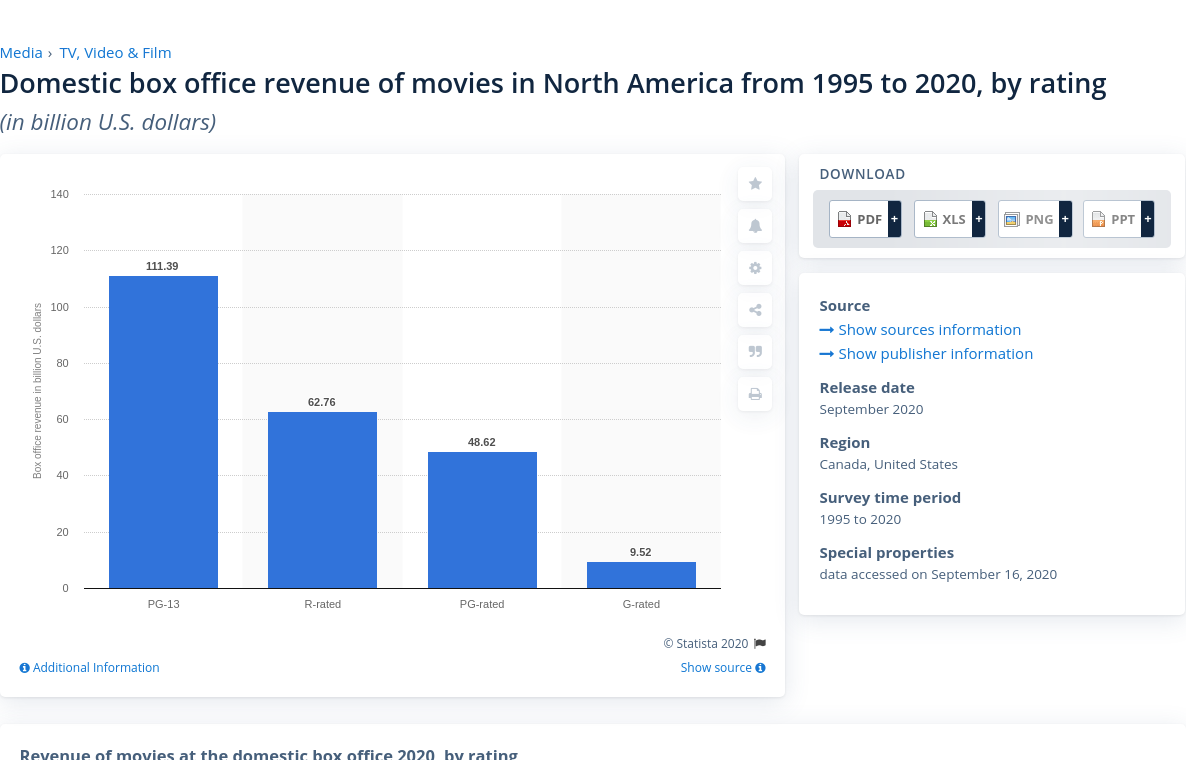 Media › TV, Video & Film
Domestic box office revenue of movies in North America from 1995 to 2020, by rating
(in billion U.S. dollars)
140
120
100
80
60
40
20
0
Box office revenue in billion U.S. dollars
111.39
62.76
48.62
9.52
PG-13
R-rated
PG-rated
G-rated
© Statista 2020
Additional Information
Show source
DOWNLOAD
PDF +
XLS +
PNG +
PPT +
Source
Show sources information
Show publisher information
Release date
September 2020
Region
Canada, United States
Survey time period
1995 to 2020
Special properties
data accessed on September 16, 2020
Revenue of movies at the domestic box office 2020, by rating